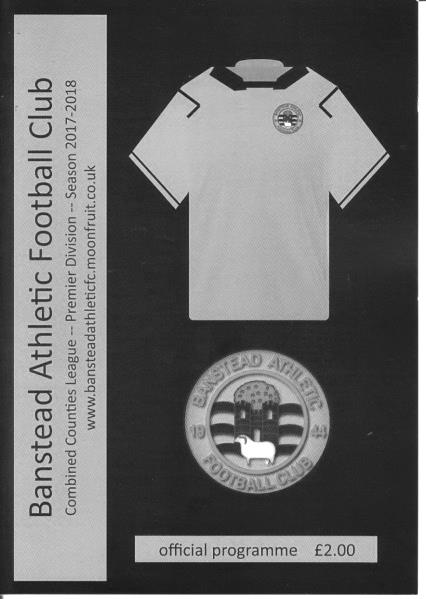 Banstead Athletic Football Club
Combined Counties League -- Premier Division -- Season 2017-2018
www.bansteadathleticfc.moonfruit.co.uk
BANSTEAD ATHLETIC
19 44
FOOTBALL CLUB
official programme £2.00